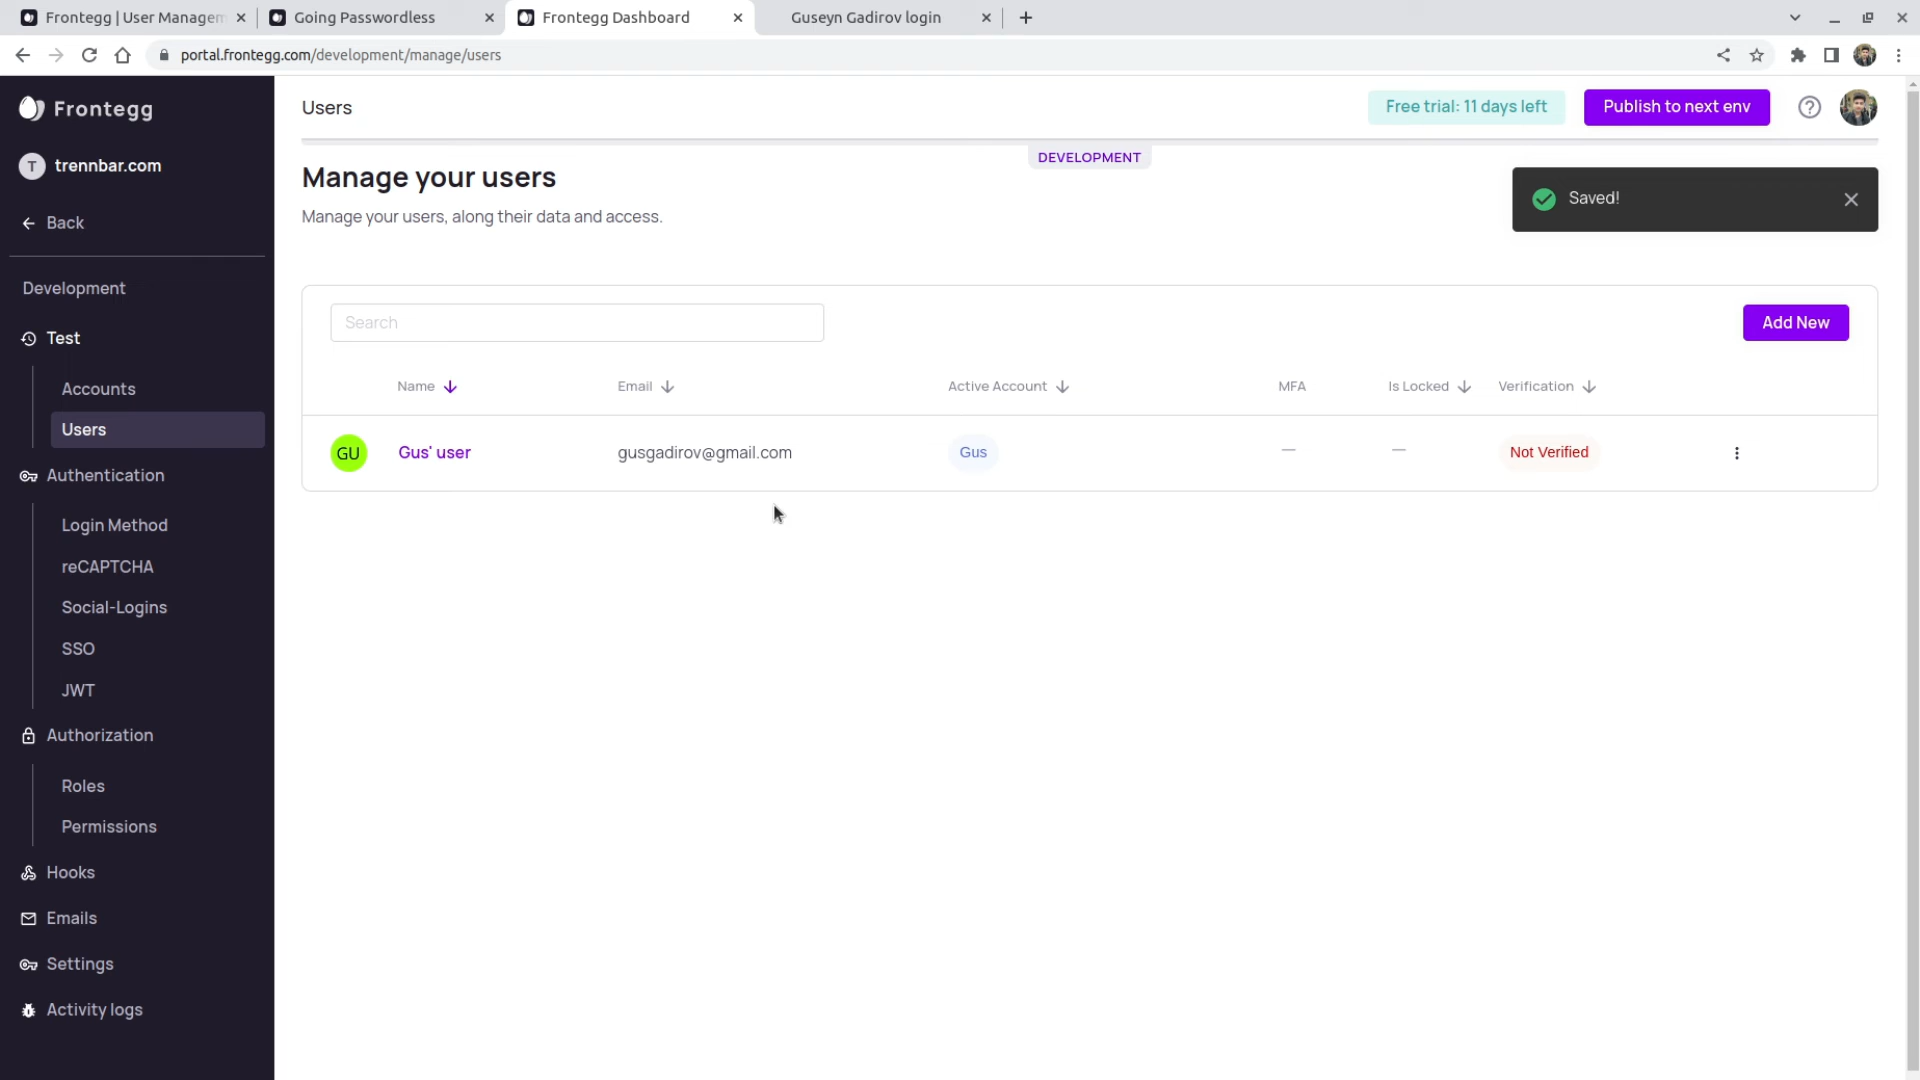 Frontegg | User Managem
Going Passwordless
Frontegg Dashboard
Guseyn Gadirov login
portal.frontegg.com/development/manage/users
Frontegg
T trennbar.com
Back
Development
Test
Accounts
Users
Authentication
Login Method
reCAPTCHA
Social-Logins
SSO
JWT
Authorization
Roles
Permissions
Hooks
Emails
Settings
Activity logs
Users
Free trial: 11 days left
Publish to next env
DEVELOPMENT
Manage your users
Manage your users, along their data and access.
Saved!
Search
Add New
Name Email Active Account MFA Is Locked Verification
GU Gus' user gusgadirov@gmail.com Gus — — Not Verified